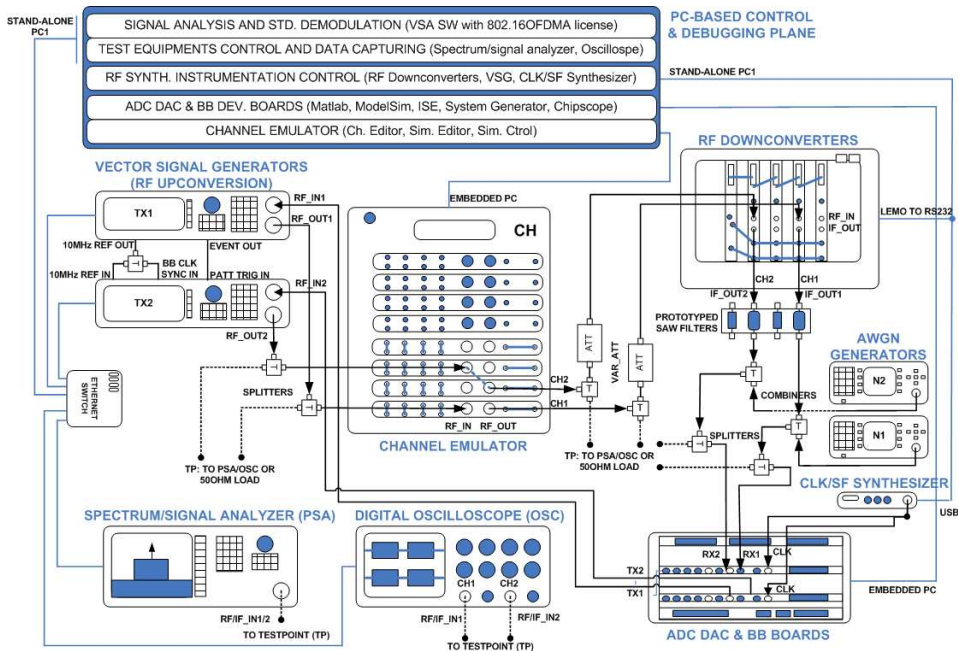 STAND-ALONE
PC1
SIGNAL ANALYSIS AND STD. DEMODULATION (VSA SW with 802.16OFDMA license)
TEST EQUIPMENTS CONTROL AND DATA CAPTURING (Spectrum/signal analyzer, Oscillospe)
RF SYNTH. INSTRUMENTATION CONTROL (RF Downconverters, VSG, CLK/SF Synthesizer)
ADC DAC & BB DEV. BOARDS (Matlab, ModelSim, ISE, System Generator, Chipscope)
CHANNEL EMULATOR (Ch. Editor, Sim. Editor, Sim. Ctrol)
PC-BASED CONTROL
& DEBUGGING PLANE
STAND-ALONE PC1
VECTOR SIGNAL GENERATORS
(RF UPCONVERSION)
TX1
RF_IN1
RF_OUT1
10MHz REF OUT
EVENT OUT
T
BB CLK
10MHz REF IN
SYNC IN
PATT TRIG IN
TX2
RF_IN2
RF_OUT2
T
SPLITTERS
T
ETHERNET
SWITCH
TP: TO PSA/OSC OR
50OHM LOAD
EMBEDDED PC
CH
RF_IN
RF_OUT
CHANNEL EMULATOR
CH2
CH1
ATT
ATT
VAR_ATT
T
T
TP: TO PSA/OSC OR
50OHM LOAD
RF DOWNCONVERTERS
RF_IN
IF_OUT
LEMO TO RS232
CH2
CH1
IF_OUT2
IF_OUT1
PROTOTYPED
SAW FILTERS
AWGN
GENERATORS
T
N2
COMBINERS
T
N1
T
SPLITTERS
T
CLK/SF SYNTHESIZER
USB
SPECTRUM/SIGNAL ANALYZER (PSA)
RF/IF_IN1/2
TO TESTPOINT (TP)
DIGITAL OSCILLOSCOPE (OSC)
CH1
CH2
RF/IF_IN1
RF/IF_IN2
TO TESTPOINT (TP)
RX2
RX1
CLK
TX2
TX1
CLK
EMBEDDED PC
ADC DAC & BB BOARDS